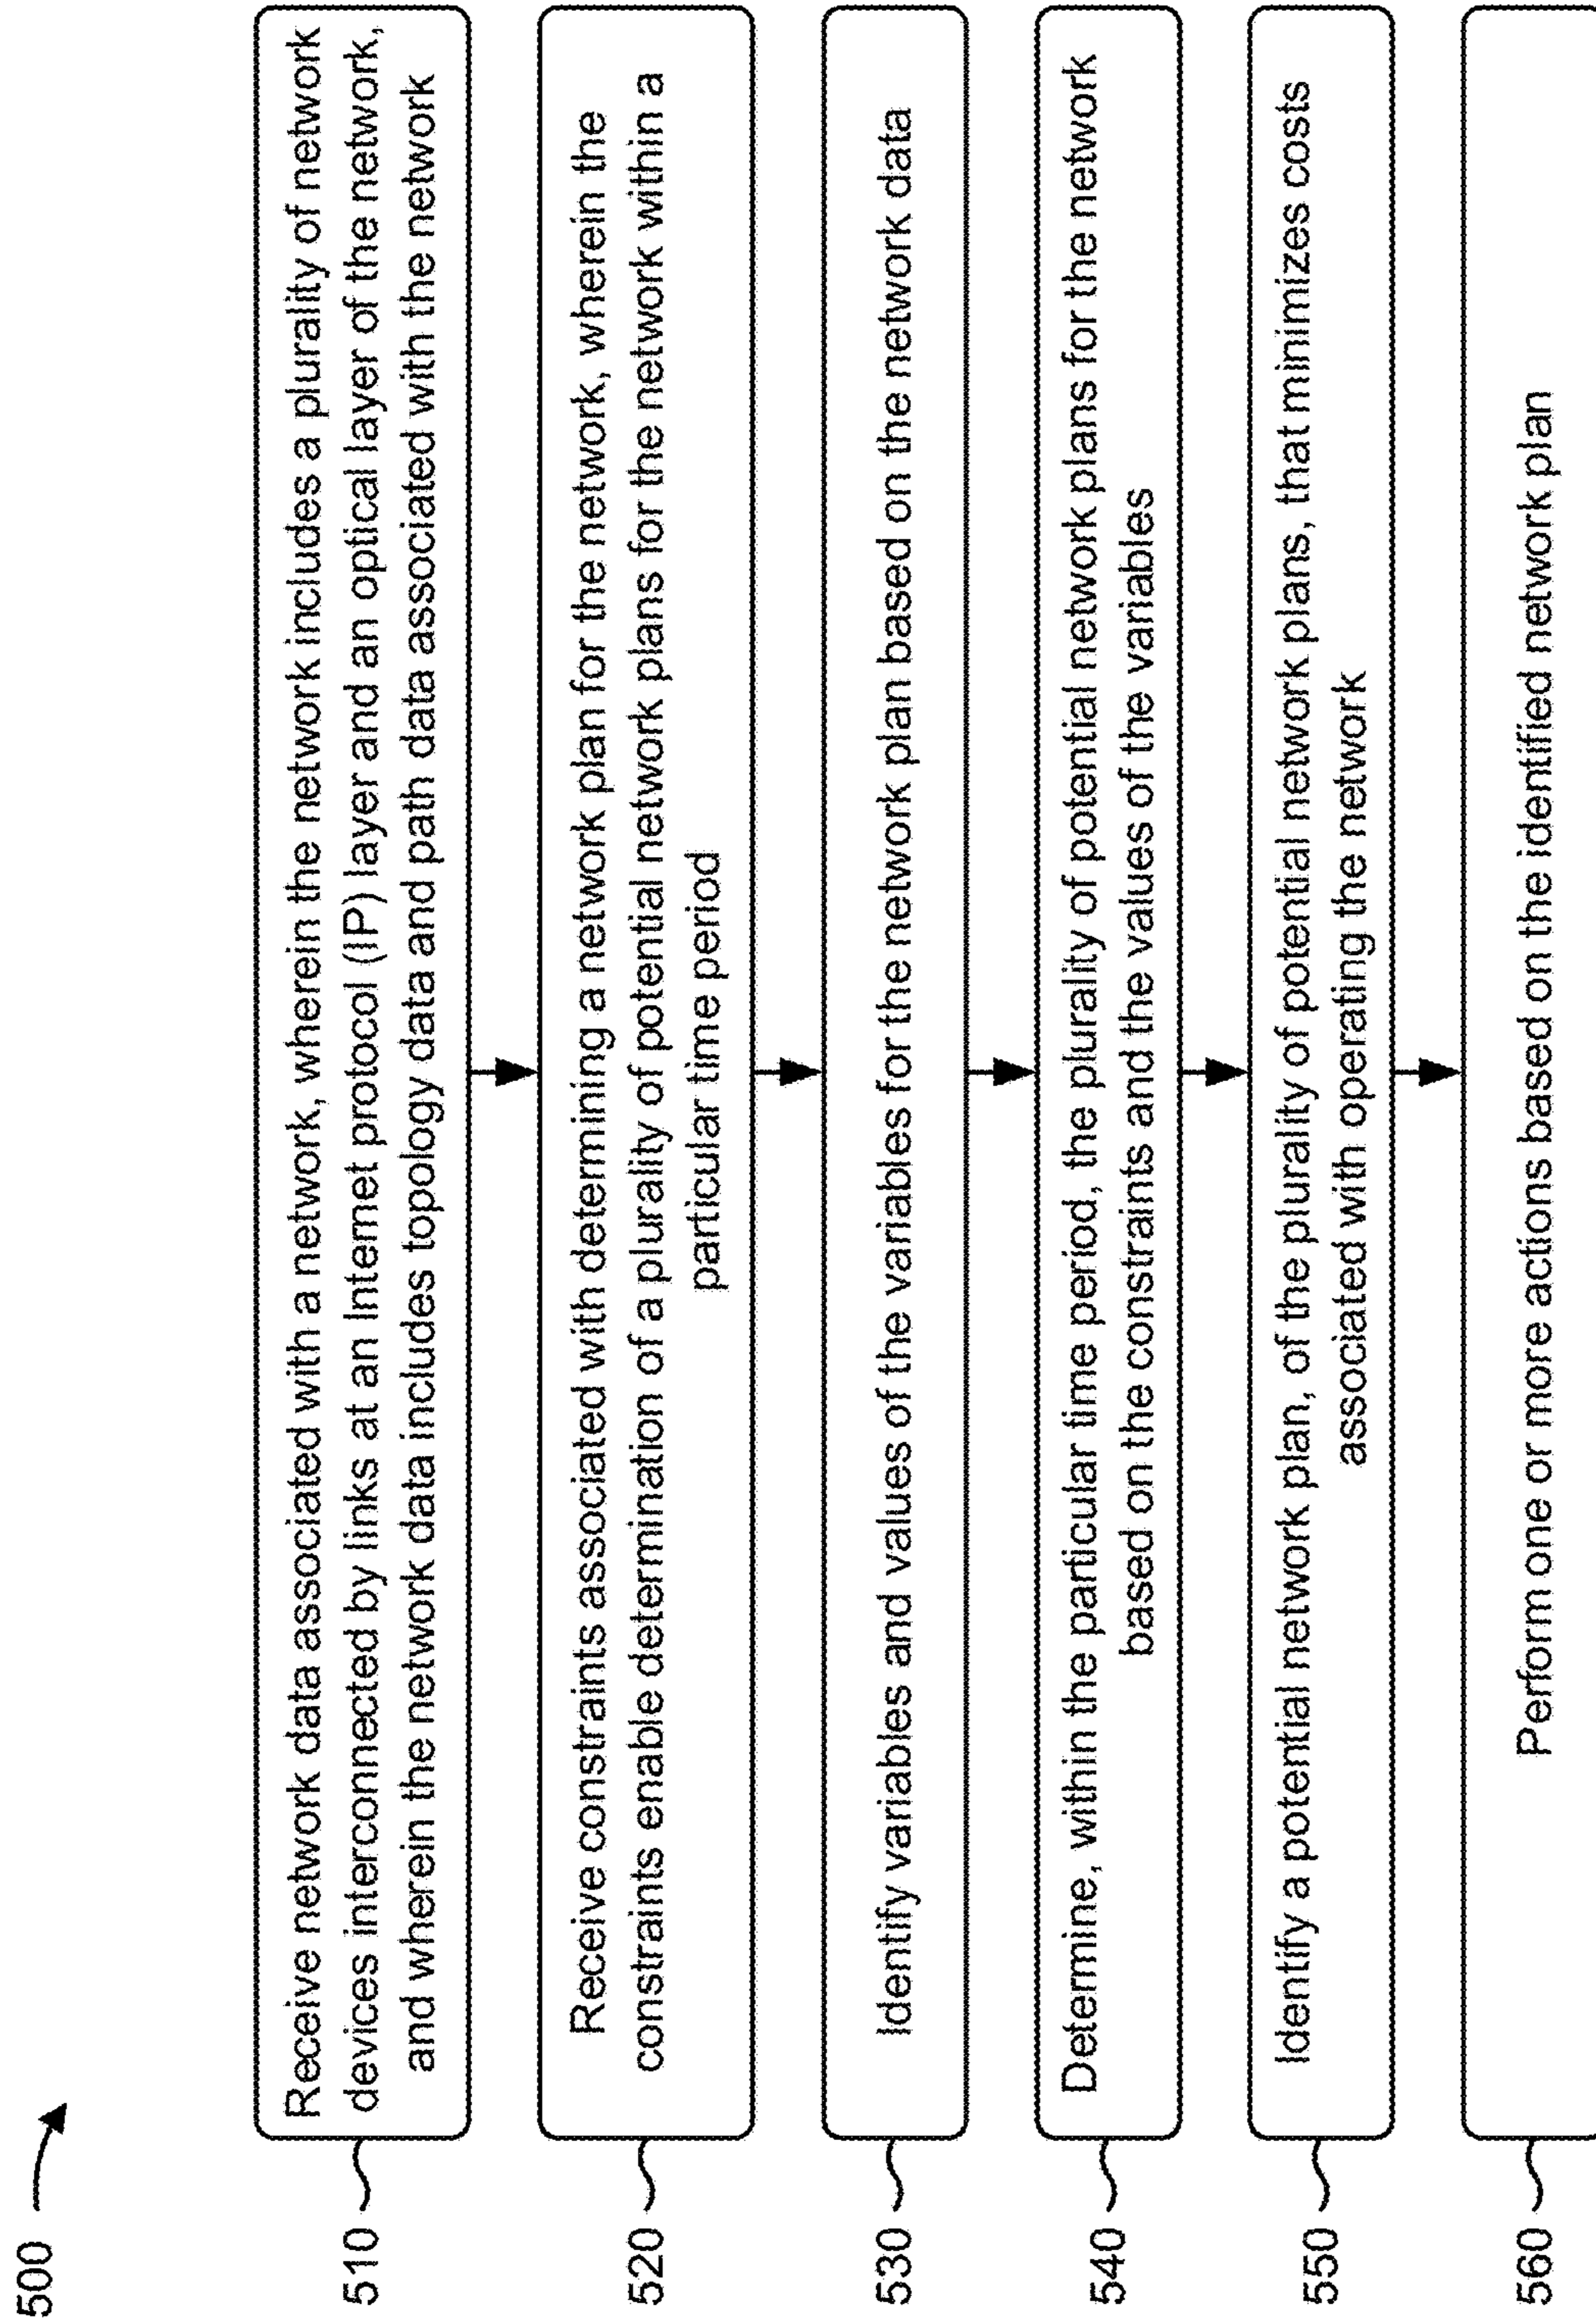 500
510
Receive network data associated with a network, wherein the network includes a plurality of network
devices interconnected by links at an Internet protocol (IP) layer and an optical layer of the network,
and wherein the network data includes topology data and path data associated with the network
520
Receive constraints associated with determining a network plan for the network, wherein the
constraints enable determination of a plurality of potential network plans for the network within a
particular time period
530
Identify variables and values of the variables for the network plan based on the network data
540
Determine, within the particular time period, the plurality of potential network plans for the network
based on the constraints and the values of the variables
550
Identify a potential network plan, of the plurality of potential network plans, that minimizes costs
associated with operating the network
560
Perform one or more actions based on the identified network plan